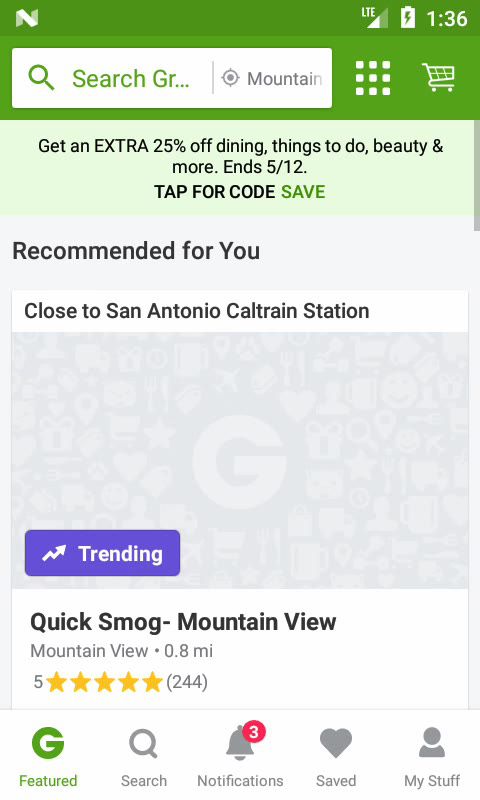 LTE 1:36
Search Gr... Mountain
Get an EXTRA 25% off dining, things to do, beauty &
more. Ends 5/12.
TAP FOR CODE SAVE
Recommended for You
Close to San Antonio Caltrain Station
G
Trending
Quick Smog- Mountain View
Mountain View • 0.8 mi
5 (244)
3
G
Featured Search Notifications Saved My Stuff